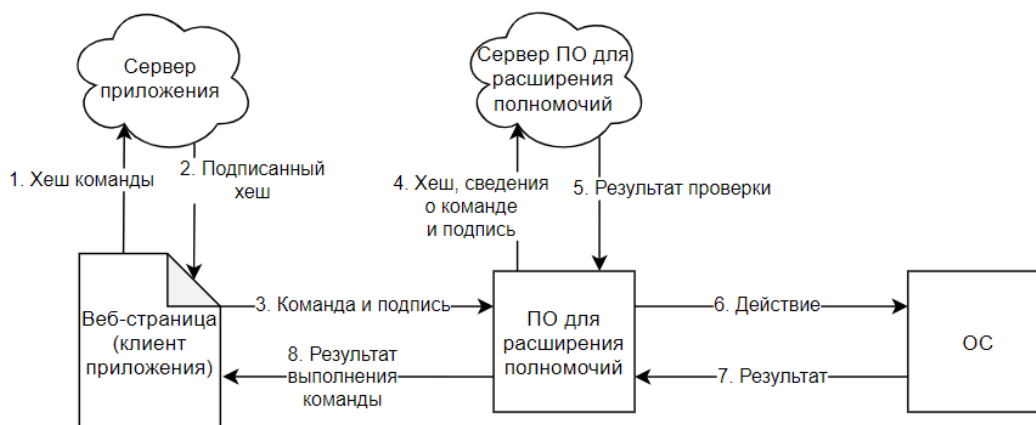 Сервер
приложения
Сервер ПО для
расширения
полномочий
1. Хеш команды
2. Подписанный
хеш
4. Хеш, сведения
о команде
и подпись
5. Результат проверки
Веб-страница
(клиент
приложения)
3. Команда и подпись
8. Результат
выполнения
команды
ПО для
расширения
полномочий
6. Действие
7. Результат
ОС